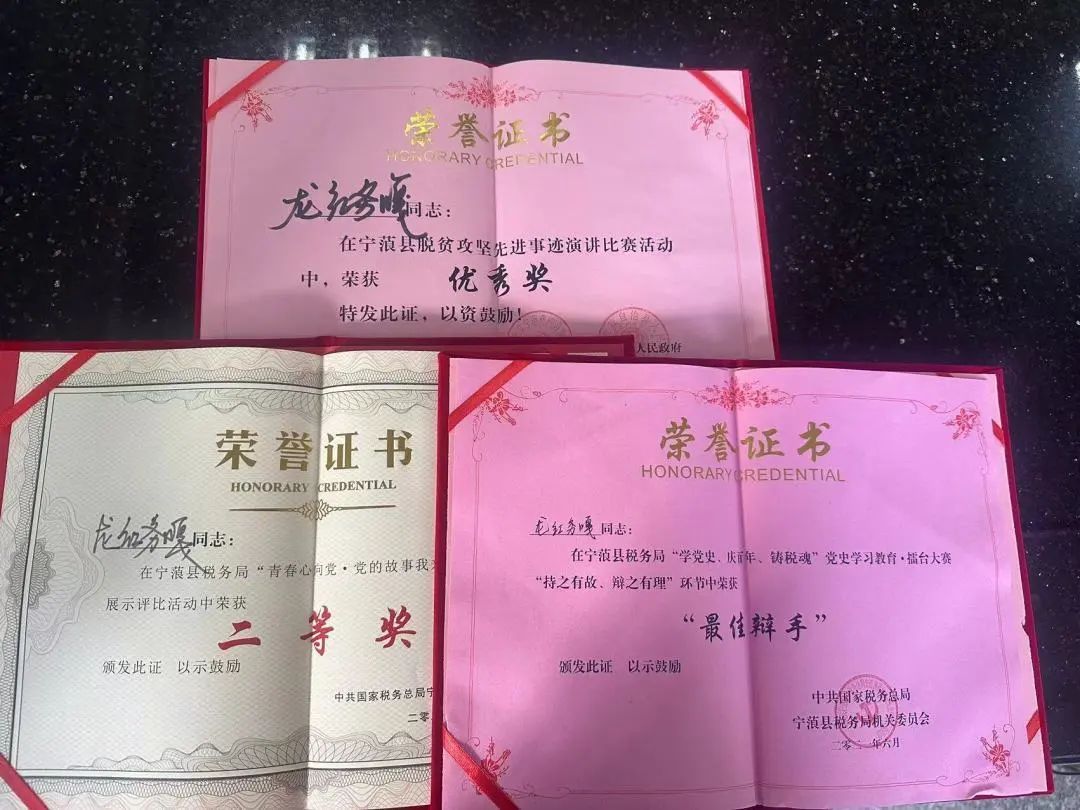 荣誉证书
HONORARY CREDENTIAL
龙红务嘎同志：
在宁蒗县脱贫攻坚先进事迹演讲比赛活动
中，荣获 优秀奖
特发此证，以资鼓励！
人民政府
荣誉证书
HONORARY CREDENTIAL
龙红务嘎同志：
在宁蒗县税务局“青春心向党·党的故事我
展示评比活动中荣获
二等奖
颁发此证 以示鼓励
中共国家税务总局宁
二零
荣誉证书
HONORARY CREDENTIAL
龙红务嘎同志：
在宁蒗县税务局“学党史、庆百年、铸税魂”党史学习教育·擂台大赛
“持之有故、辩之有理”环节中荣获
“最佳辩手”
颁发此证 以示鼓励
中共国家税务总局
宁蒗县税务局机关委员会
二零二一年六月